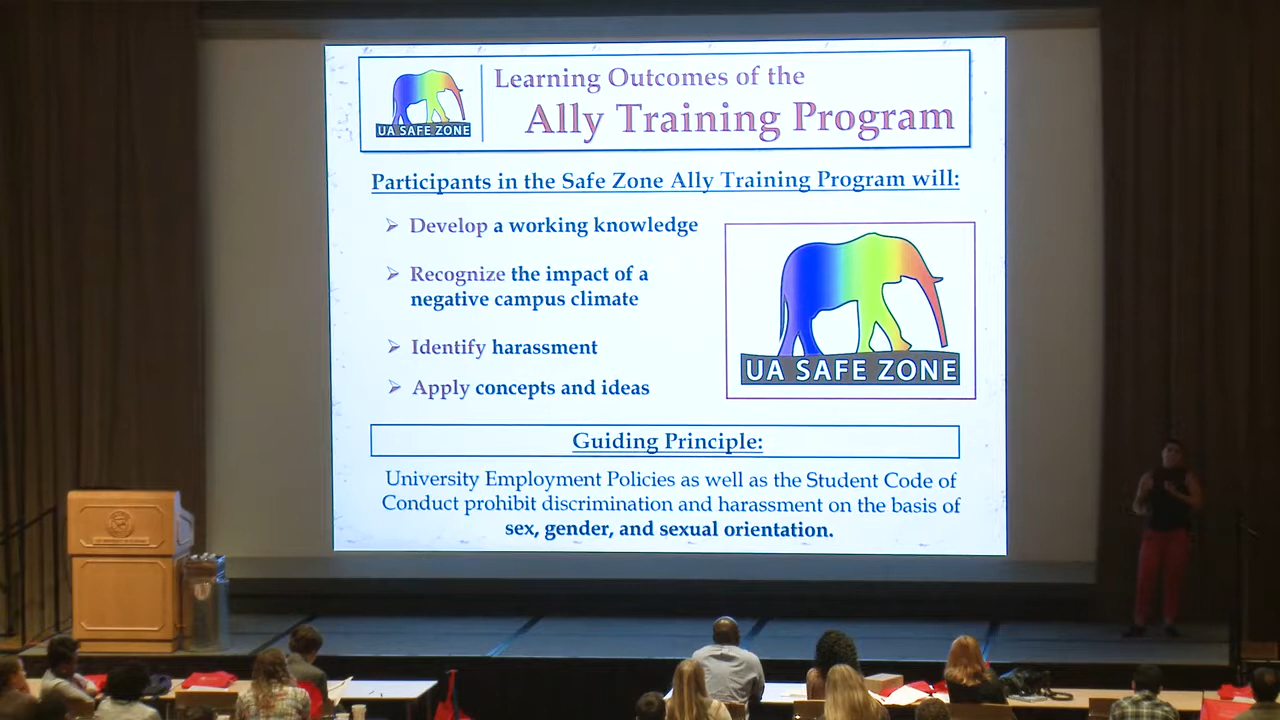 Learning Outcomes of the
Ally Training Program
UA SAFE ZONE
Participants in the Safe Zone Ally Training Program will:
Develop a working knowledge
Recognize the impact of a
negative campus climate
Identify harassment
Apply concepts and ideas
UA SAFE ZONE
Guiding Principle:
University Employment Policies as well as the Student Code of
Conduct prohibit discrimination and harassment on the basis of
sex, gender, and sexual orientation.